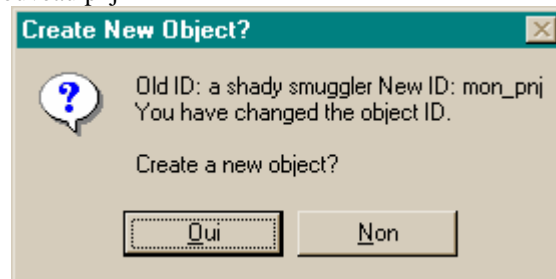 Create New Object?
Old ID: a shady smuggler New ID: mon_pnj
You have changed the object ID.
Create a new object?
Oui
Non